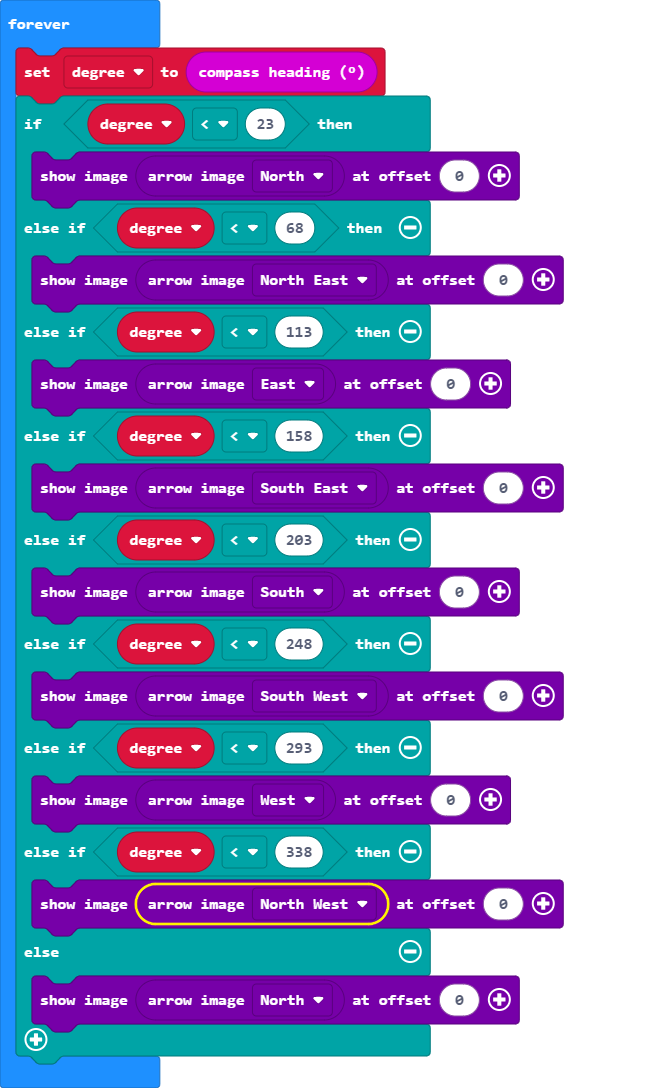 forever
set degree to compass heading (º)
if degree < 23 then
show image arrow image North at offset 0
else if degree < 68 then
show image arrow image North East at offset 0
else if degree < 113 then
show image arrow image East at offset 0
else if degree < 158 then
show image arrow image South East at offset 0
else if degree < 203 then
show image arrow image South at offset 0
else if degree < 248 then
show image arrow image South West at offset 0
else if degree < 293 then
show image arrow image West at offset 0
else if degree < 338 then
show image arrow image North West at offset 0
else
show image arrow image North at offset 0